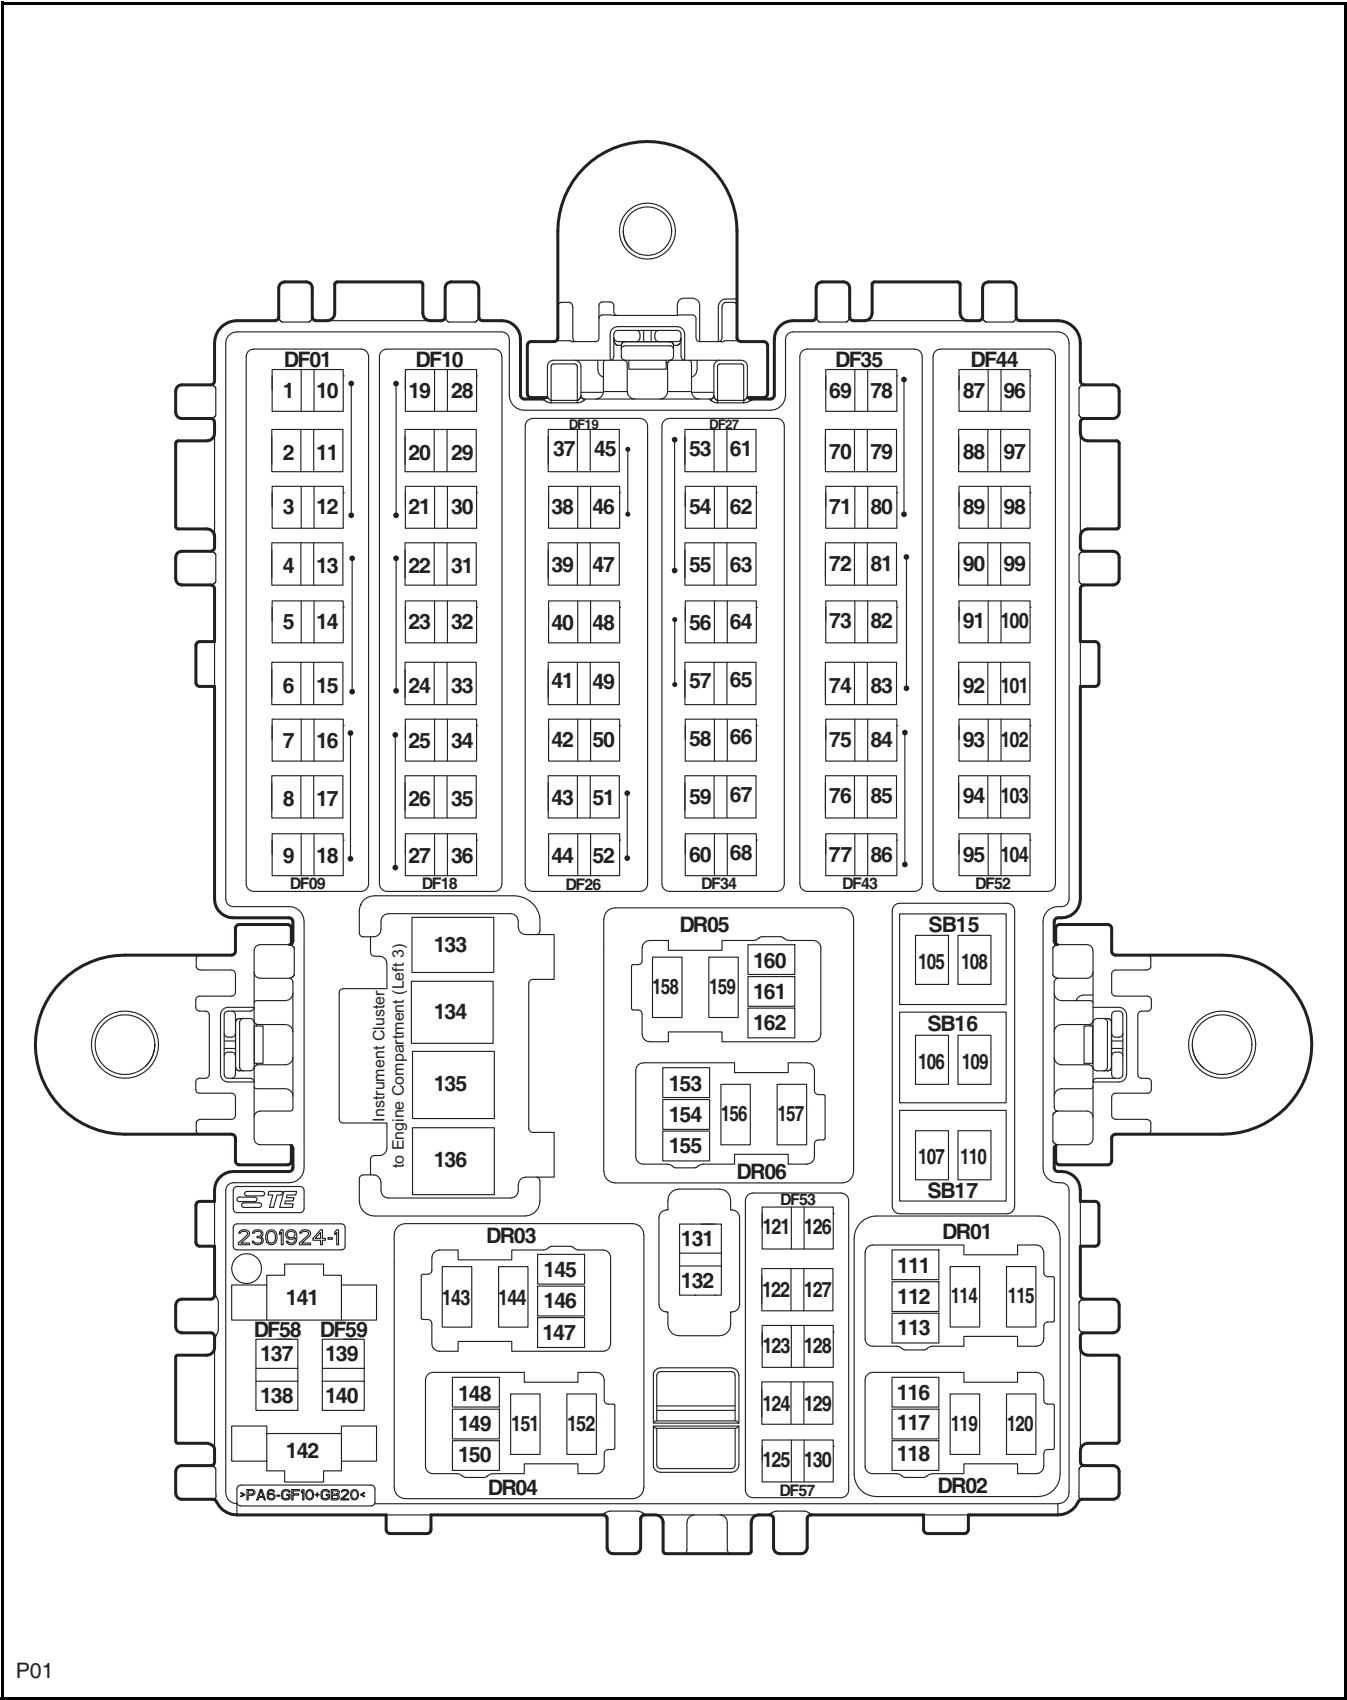 DF01 DF10 DF35 DF44
1 10 19 28 69 78 87 96
DF19 DF27
2 11 20 29 37 45 53 61 70 79 88 97
3 12 21 30 38 46 54 62 71 80 89 98
4 13 22 31 39 47 55 63 72 81 90 99
5 14 23 32 40 48 56 64 73 82 91 100
6 15 24 33 41 49 57 65 74 83 92 101
7 16 25 34 42 50 58 66 75 84 93 102
8 17 26 35 43 51 59 67 76 85 94 103
9 18 27 36 44 52 60 68 77 86 95 104
DF09 DF18 DF26 DF34 DF43 DF52
Instrument Cluster
to Engine Compartment (Left 3)
133
134
135
136
DR05
158 159 160
161
162
153
154
155
156 157
DR06
SB15
105 108
SB16
106 109
107 110
SB17
TE
2301924-1
141
DF58 DF59
137 139
138 140
142
>PA6-GF10+GB20<
DR03
143 144 145
146
147
148
149
150
151 152
DR04
131
132
DF53
121 126
122 127
123 128
124 129
125 130
DF57
DR01
111
112
113
114 115
116
117
118
119 120
DR02
P01